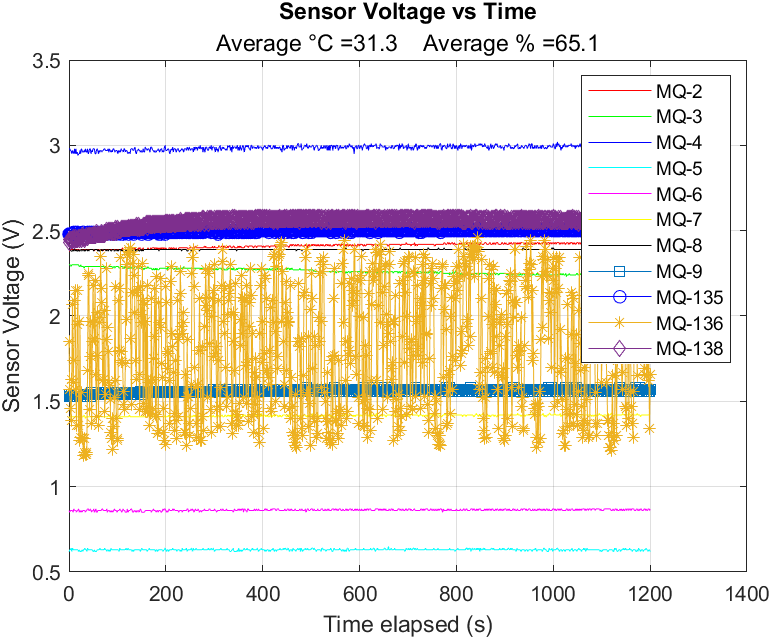 Sensor Voltage vs Time
Average °C =31.3    Average % =65.1
3.5
3
2.5
2
1.5
1
0.5
Sensor Voltage (V)
MQ-2
MQ-3
MQ-4
MQ-5
MQ-6
MQ-7
MQ-8
MQ-9
MQ-135
MQ-136
MQ-138
0 200 400 600 800 1000 1200 1400
Time elapsed (s)